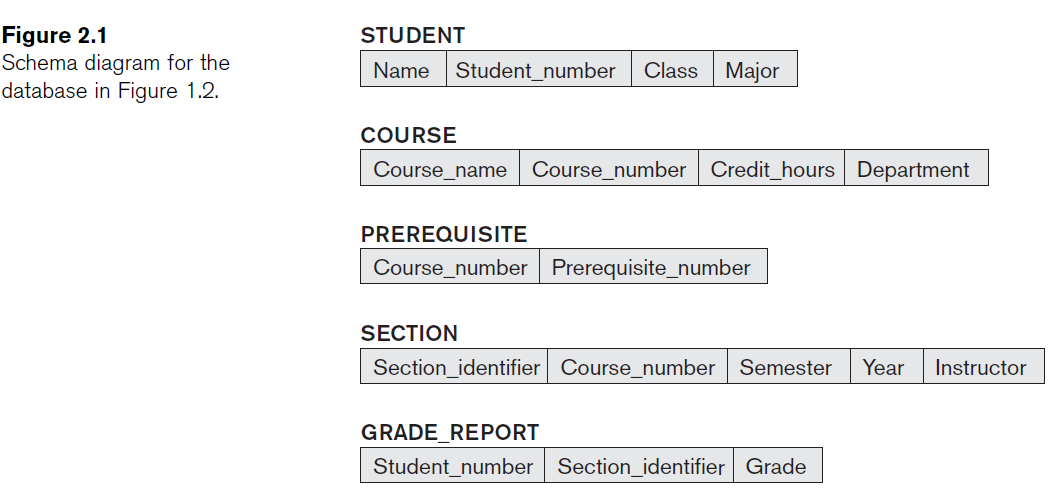 Figure 2.1
Schema diagram for the
database in Figure 1.2.
STUDENT
Name Student_number Class Major
COURSE
Course_name Course_number Credit_hours Department
PREREQUISITE
Course_number Prerequisite_number
SECTION
Section_identifier Course_number Semester Year Instructor
GRADE_REPORT
Student_number Section_identifier Grade